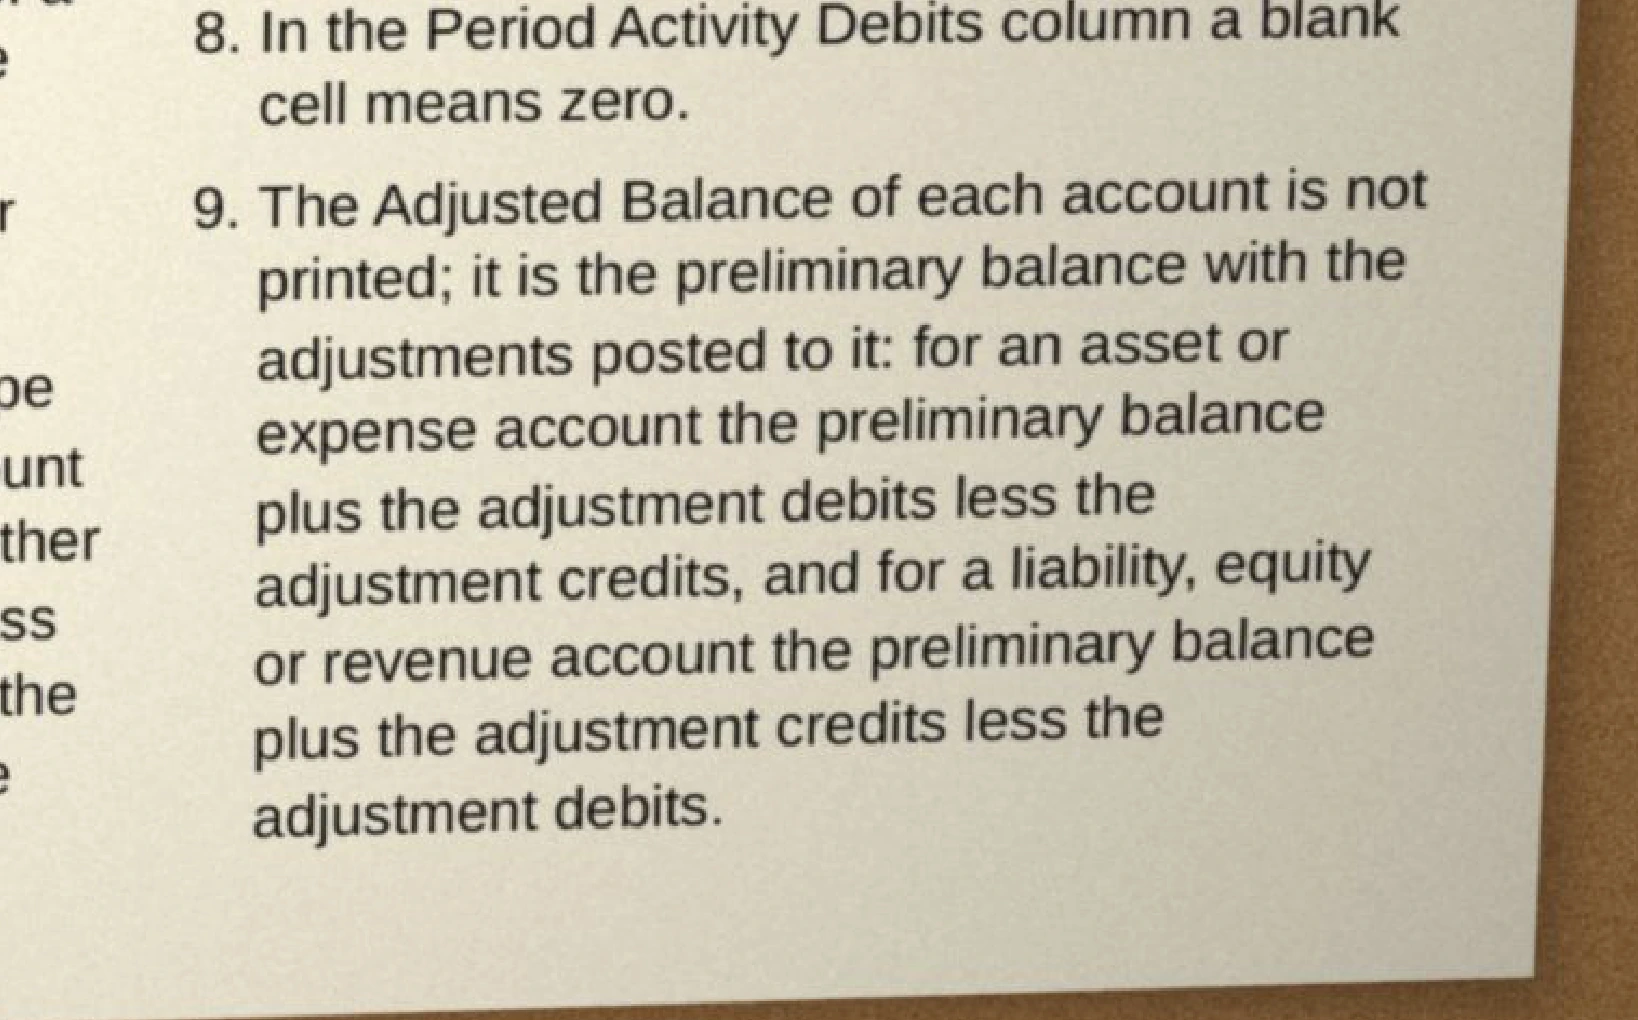 8. In the Period Activity Debits column a blank
cell means zero.
9. The Adjusted Balance of each account is not
printed; it is the preliminary balance with the
adjustments posted to it: for an asset or
expense account the preliminary balance
plus the adjustment debits less the
adjustment credits, and for a liability, equity
or revenue account the preliminary balance
plus the adjustment credits less the
adjustment debits.
the